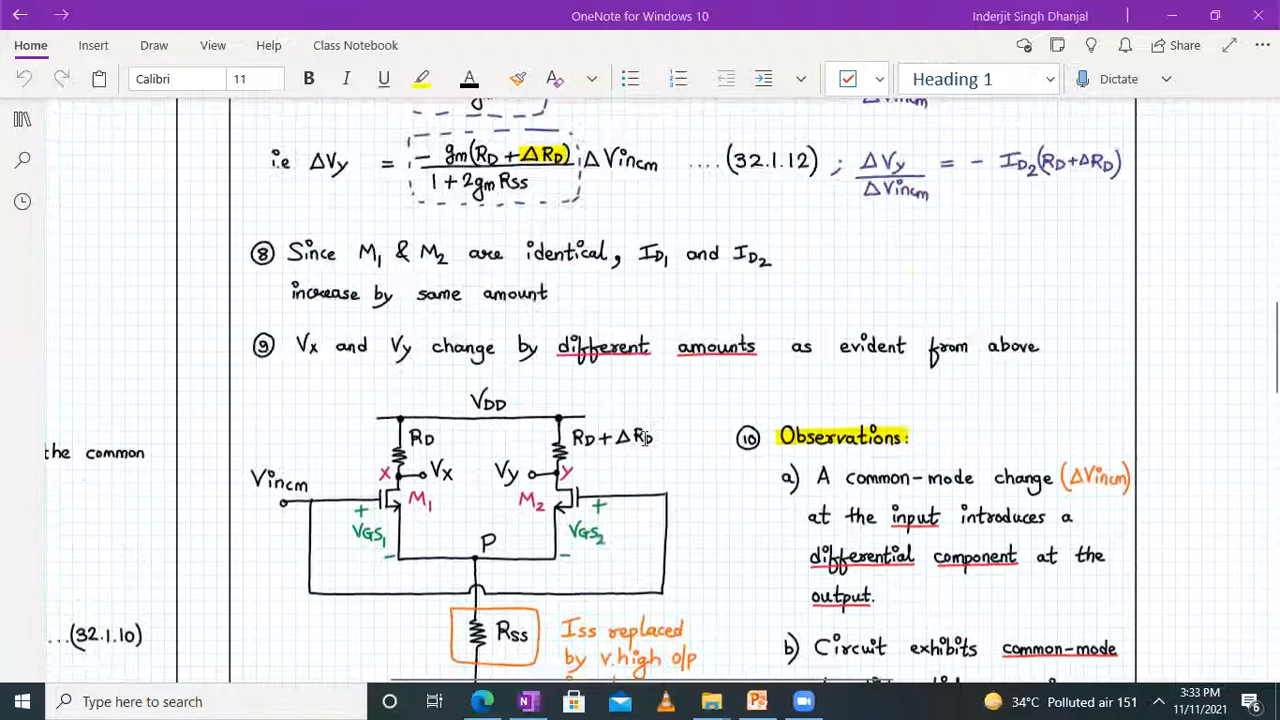 OneNote for Windows 10
Inderjit Singh Dhanjal
Home Insert Draw View Help Class Notebook
Share
Calibri 11 B I U A Heading 1 Dictate
i.e ΔVy = - gm(RD + ΔRD) / 1 + 2gmRss ΔVincm ....(32.1.12) ; ΔVy / ΔVincm = - ID2(RD+ΔRD)
ΔVincm
⑧ Since M1 & M2 are identical, ID1 and ID2
increase by same amount
⑨ Vx and Vy change by different amounts as evident from above
VDD
RD
RD + ΔRD
X Vx Vy Y
Vincm
M1 M2
+ +
VGS1 VGS2
- -
P
Rss
Iss replaced
by v.high o/p
the common
...(32.1.10)
⑩ Observations:
a) A common-mode change (ΔVincm)
at the input introduces a
differential component at the
output.
b) Circuit exhibits common-mode
Type here to search
34°C Polluted air 151
3:33 PM
11/11/2021
6